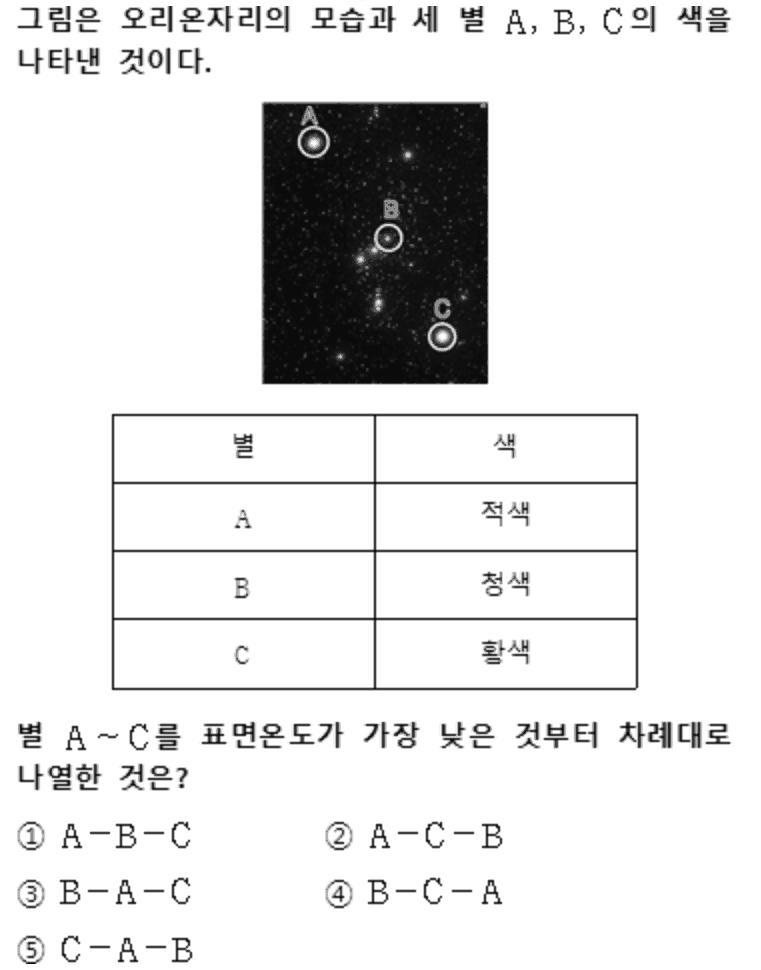 그림은 오리온자리의 모습과 세 별 A, B, C의 색을
나타낸 것이다.
A
B
C
별 색
A 적색
B 청색
C 황색
별 A ~ C를 표면온도가 가장 낮은 것부터 차례대로
나열한 것은?
① A－B－C ② A－C－B
③ B－A－C ④ B－C－A
⑤ C－A－B